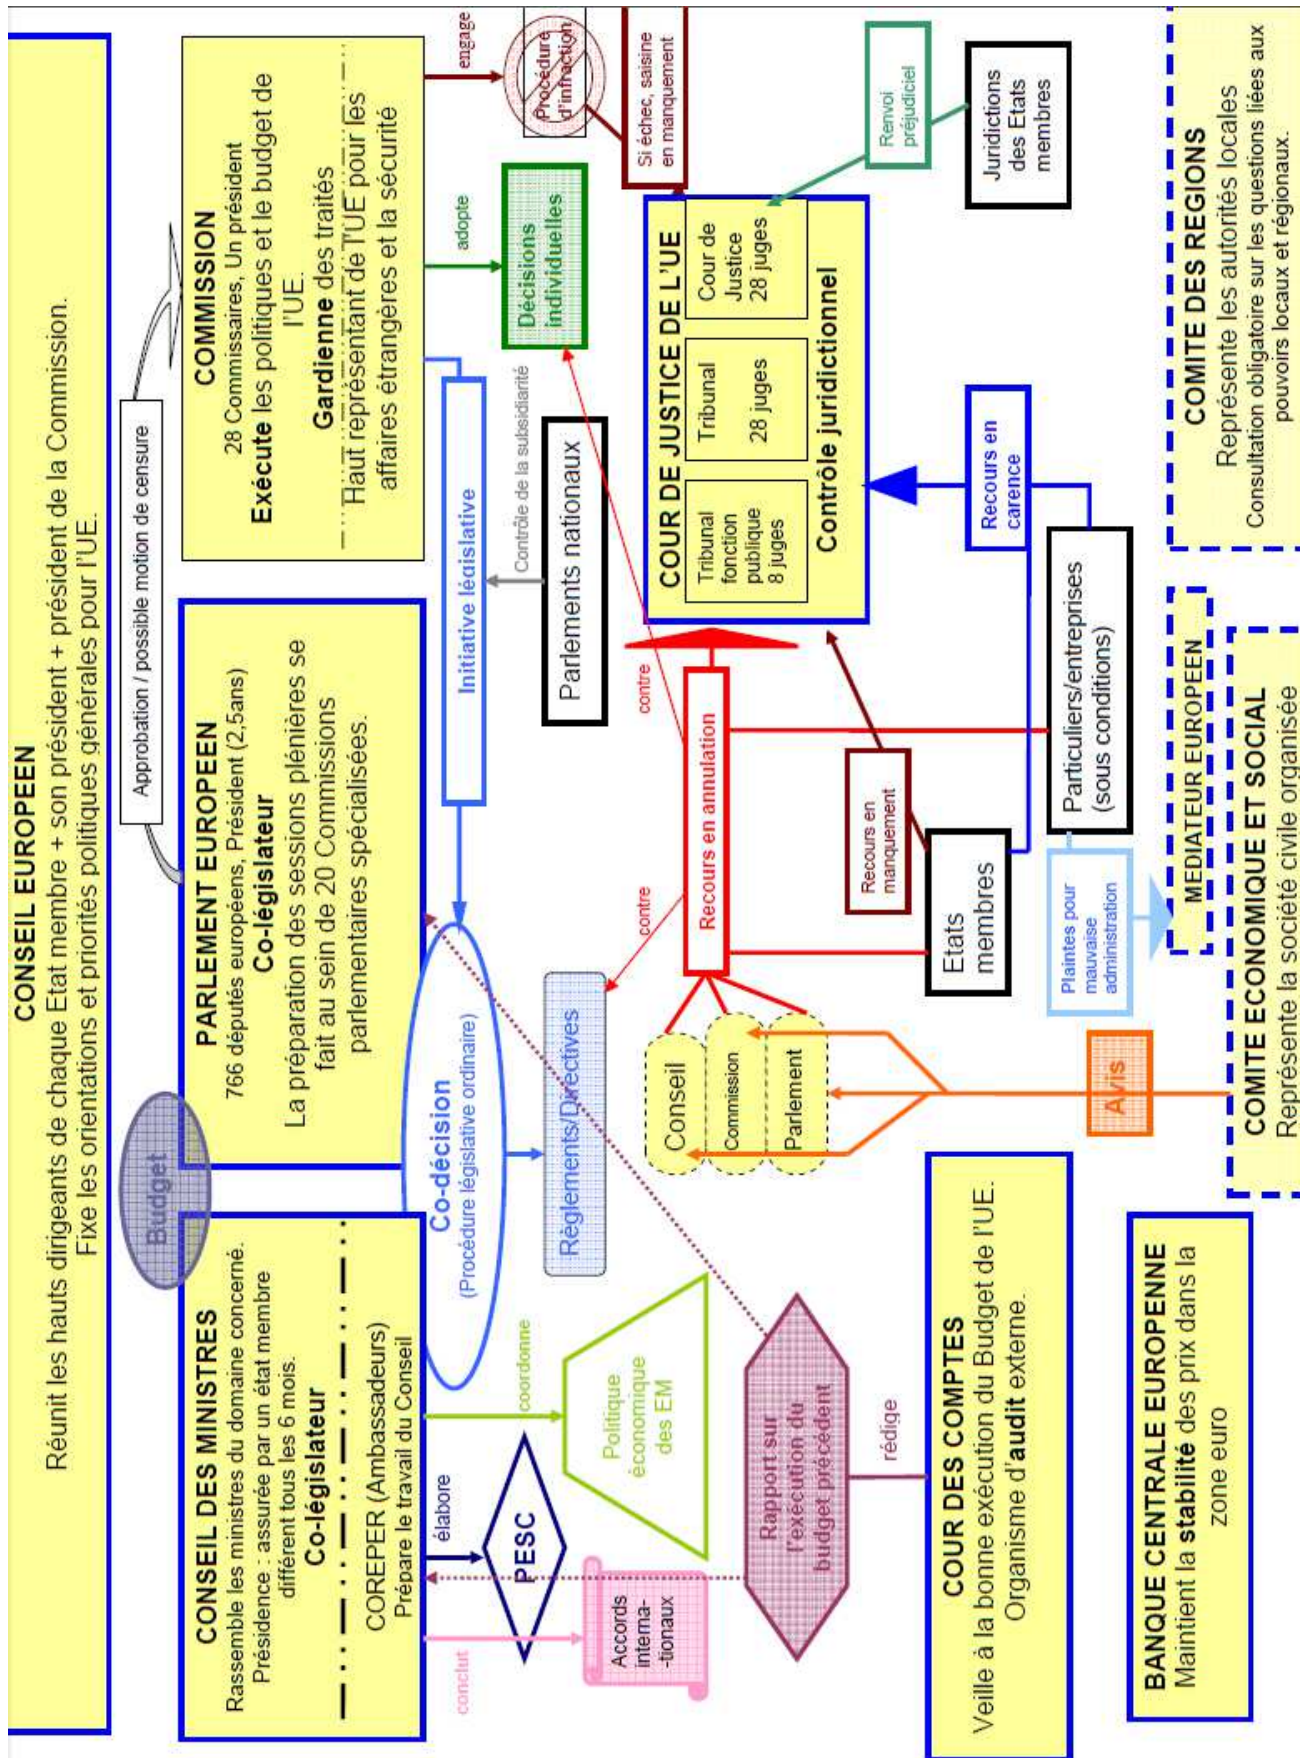 CONSEIL EUROPEEN
Réunit les hauts dirigeants de chaque Etat membre + son président + président de la Commission.
Fixe les orientations et priorités politiques générales pour l'UE.
Budget
Approbation / possible motion de censure
CONSEIL DES MINISTRES
Rassemble les ministres du domaine concerné.
Présidence : assurée par un état membre
différent tous les 6 mois.
Co-législateur
COREPER (Ambassadeurs)
Prépare le travail du Conseil
PARLEMENT EUROPEEN
766 députés européens, Président (2,5ans)
Co-législateur
La préparation des sessions plénières se
fait au sein de 20 Commissions
parlementaires spécialisées.
COMMISSION
28 Commissaires, Un président
Exécute les politiques et le budget de
l'UE.
Gardienne des traités
Haut représentant de l'UE pour les
affaires étrangères et la sécurité
conclut
élabore
coordonne
Co-décision
(Procédure législative ordinaire)
Initiative législative
Contrôle de la subsidiarité
adopte
engage
PESC
Accords
interna-
-tionaux
Politique
économique
des EM
Règlements/Directives
Parlements nationaux
Décisions
individuelles
Procédure
d'infraction
Si échec, saisine
en manquement
contre
contre
Conseil
Commission
Parlement
Recours en annulation
COUR DE JUSTICE DE L'UE
Tribunal
fonction
publique
8 juges
Tribunal
28 juges
Cour de
Justice
28 juges
Contrôle juridictionnel
Renvoi
préjudiciel
Juridictions
des Etats
membres
Rapport sur
l'exécution du
budget précédent
rédige
Recours en
manquement
Etats
membres
Recours en
carence
Particuliers/entreprises
(sous conditions)
Plaintes pour
mauvaise
administration
MEDIATEUR EUROPEEN
Avis
COUR DES COMPTES
Veille à la bonne exécution du Budget de l'UE.
Organisme d'audit externe.
BANQUE CENTRALE EUROPENNE
Maintient la stabilité des prix dans la
zone euro
COMITE ECONOMIQUE ET SOCIAL
Représente la société civile organisée
COMITE DES REGIONS
Représente les autorités locales
Consultation obligatoire sur les questions liées aux
pouvoirs locaux et régionaux.